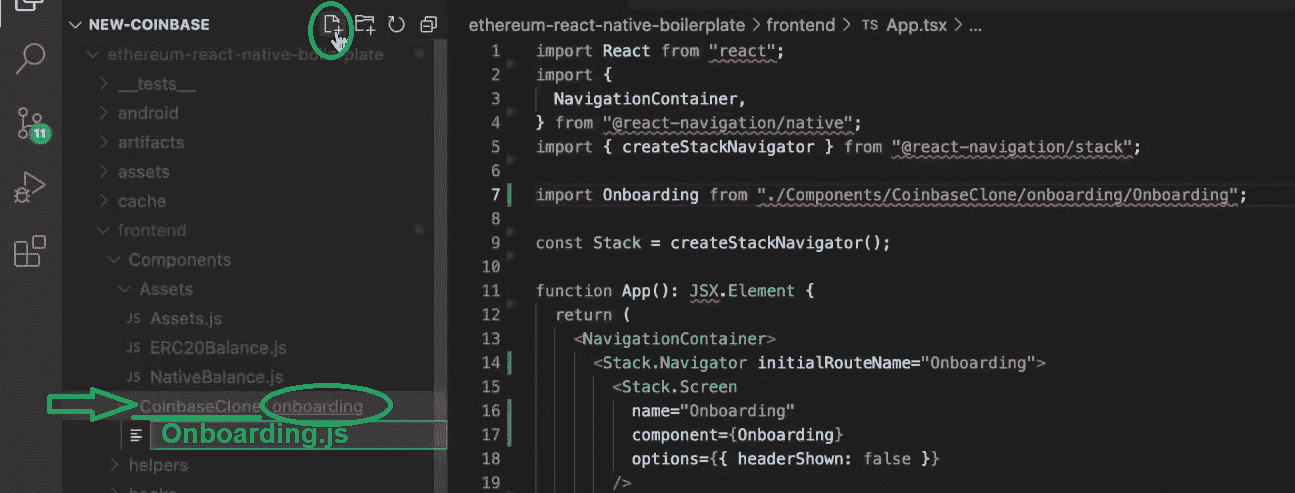 NEW-COINBASE
ethereum-react-native-boilerplate
__tests__
android
artifacts
assets
cache
frontend
Components
Assets
JS Assets.js
JS ERC20Balance.js
JS NativeBalance.js
CoinbaseClone onboarding
Onboarding.js
helpers
hooks
11
ethereum-react-native-boilerplate > frontend > TS App.tsx > ...
1 import React from "react";
2 import {
3 NavigationContainer,
4 } from "@react-navigation/native";
5 import { createStackNavigator } from "@react-navigation/stack";
6
7 import Onboarding from "./Components/CoinbaseClone/onboarding/Onboarding";
8
9 const Stack = createStackNavigator();
10
11 function App(): JSX.Element {
12 return (
13 <NavigationContainer>
14 <Stack.Navigator initialRouteName="Onboarding">
15 <Stack.Screen
16 name="Onboarding"
17 component={Onboarding}
18 options={{ headerShown: false }}
19 />